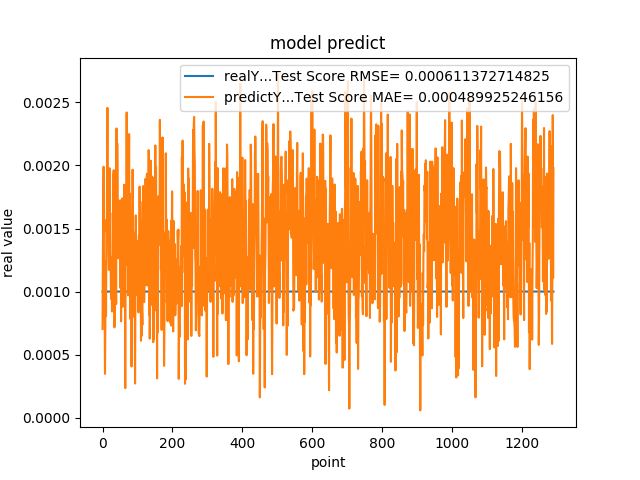 model predict
realY...Test Score RMSE= 0.000611372714825
predictY...Test Score MAE= 0.000489925246156
real value
0.0025
0.0020
0.0015
0.0010
0.0005
0.0000
0
200
400
600
800
1000
1200
point